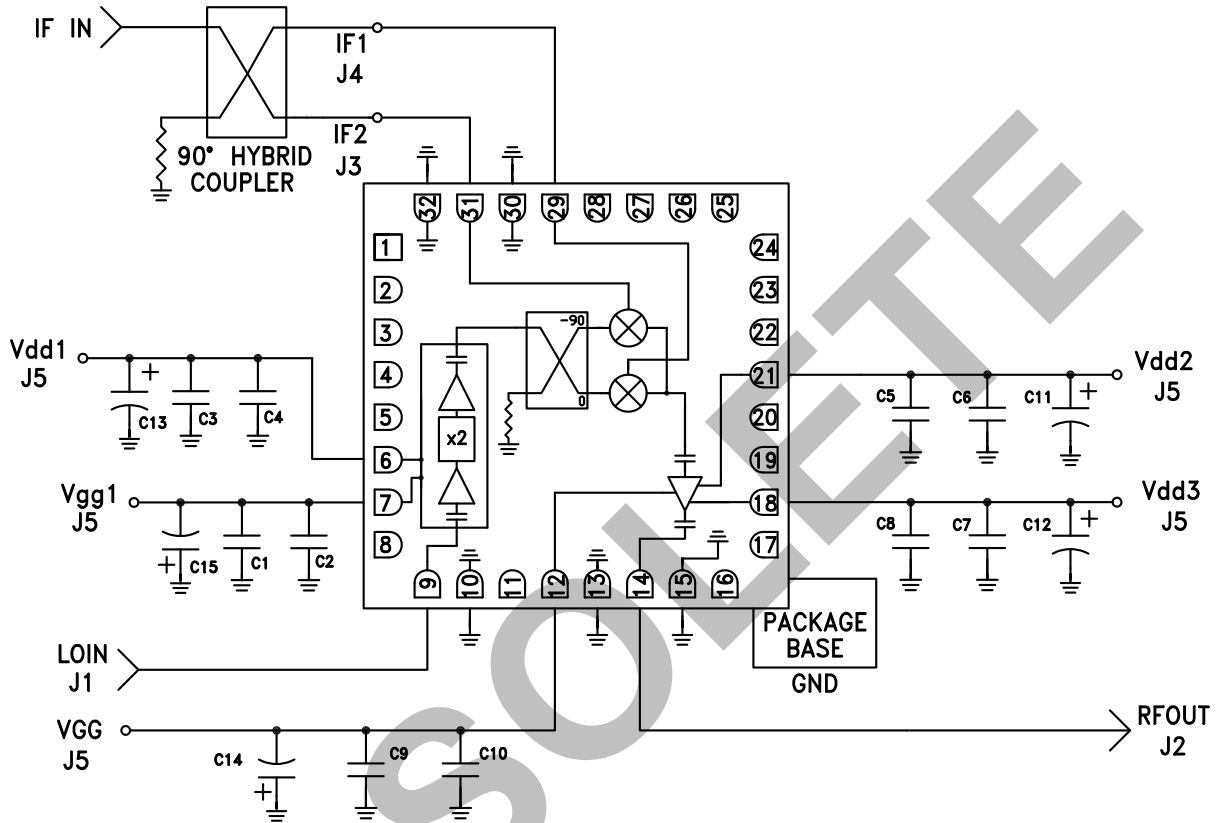 IF IN
IF1
J4
IF2
J3
90° HYBRID
COUPLER
32
31
30
29
28
27
26
25
1
2
3
4
5
6
7
8
24
23
22
21
20
19
18
17
-90
0
x2
Vdd1
J5
C13
C3
C4
Vgg1
J5
C15
C1
C2
Vdd2
J5
C5
C6
C11
Vdd3
J5
C8
C7
C12
9
10
11
12
13
14
15
16
PACKAGE
BASE
GND
LOIN
J1
VGG
J5
C14
C9
C10
RFOUT
J2
SOLETE